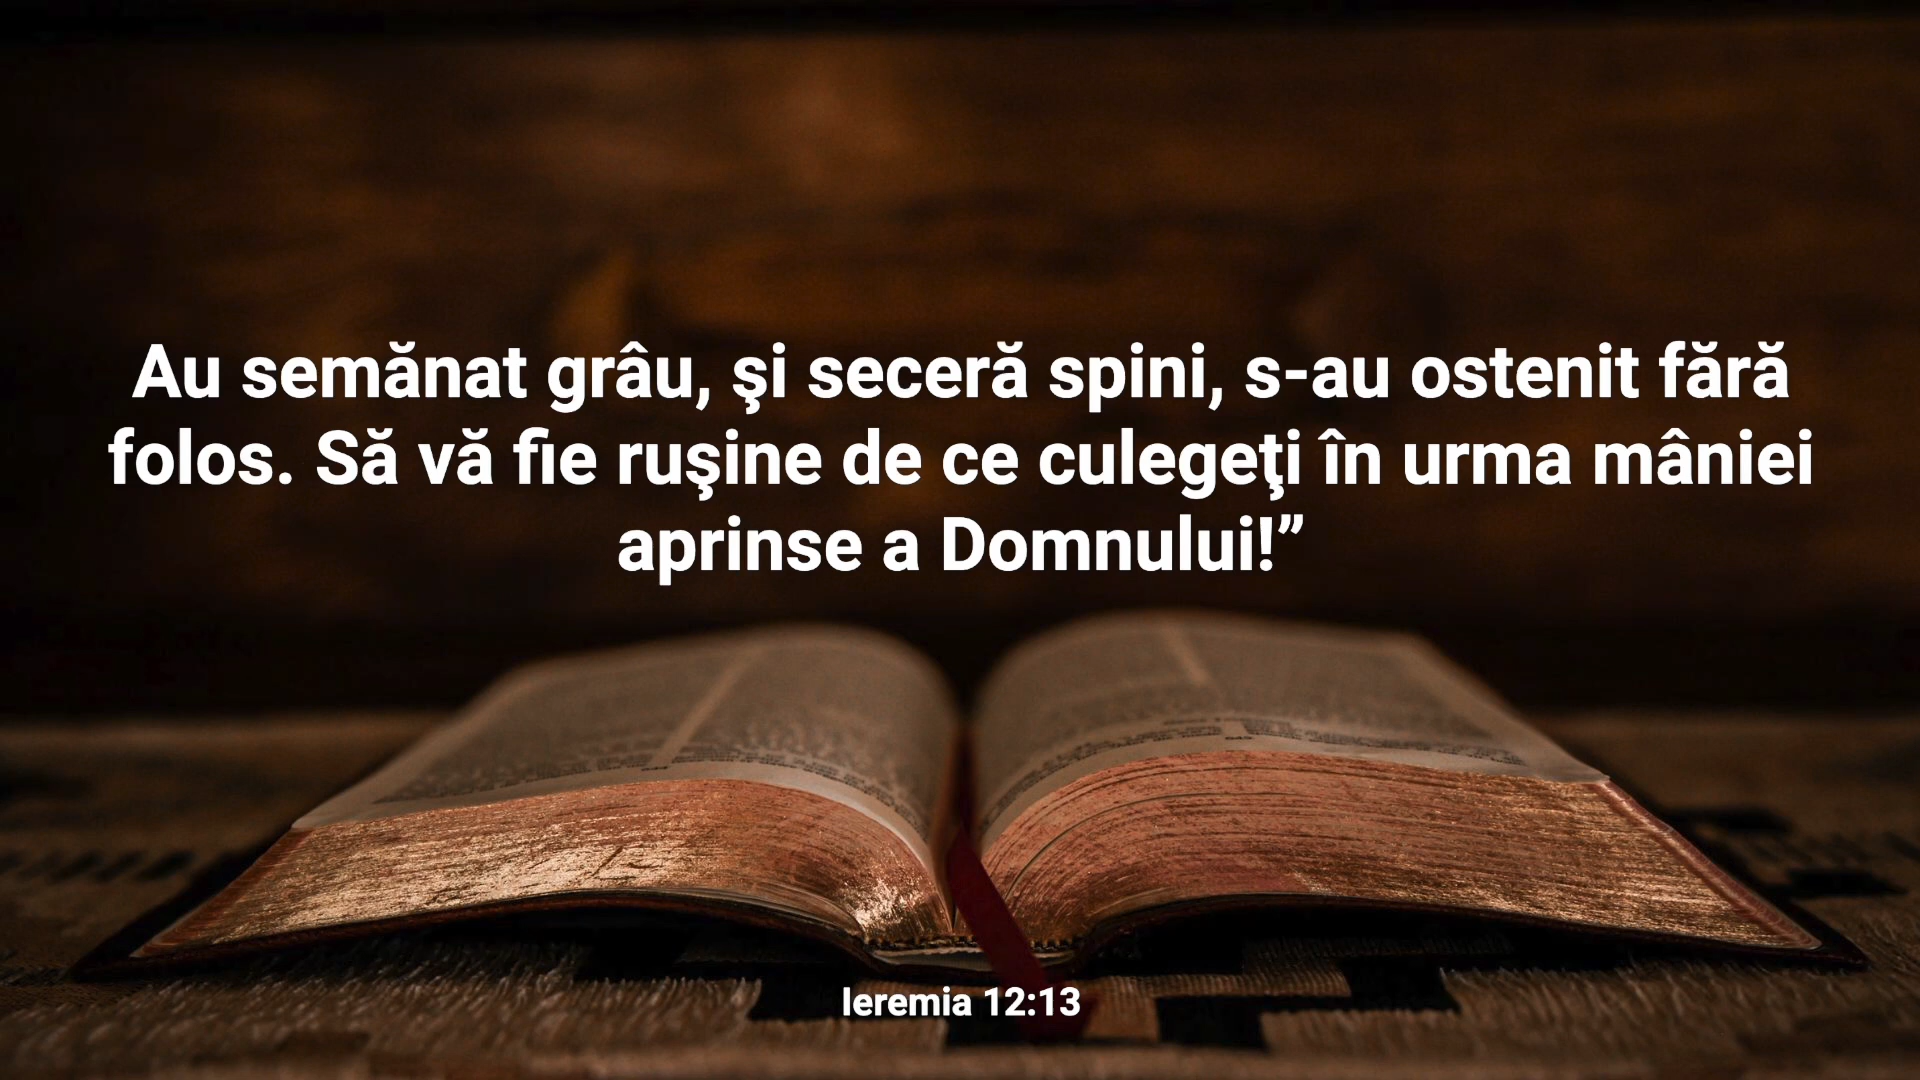 Au semănat grâu, şi seceră spini, s-au ostenit fără
folos. Să vă fie ruşine de ce culegeţi în urma mâniei
aprinse a Domnului!”
Ieremia 12:13